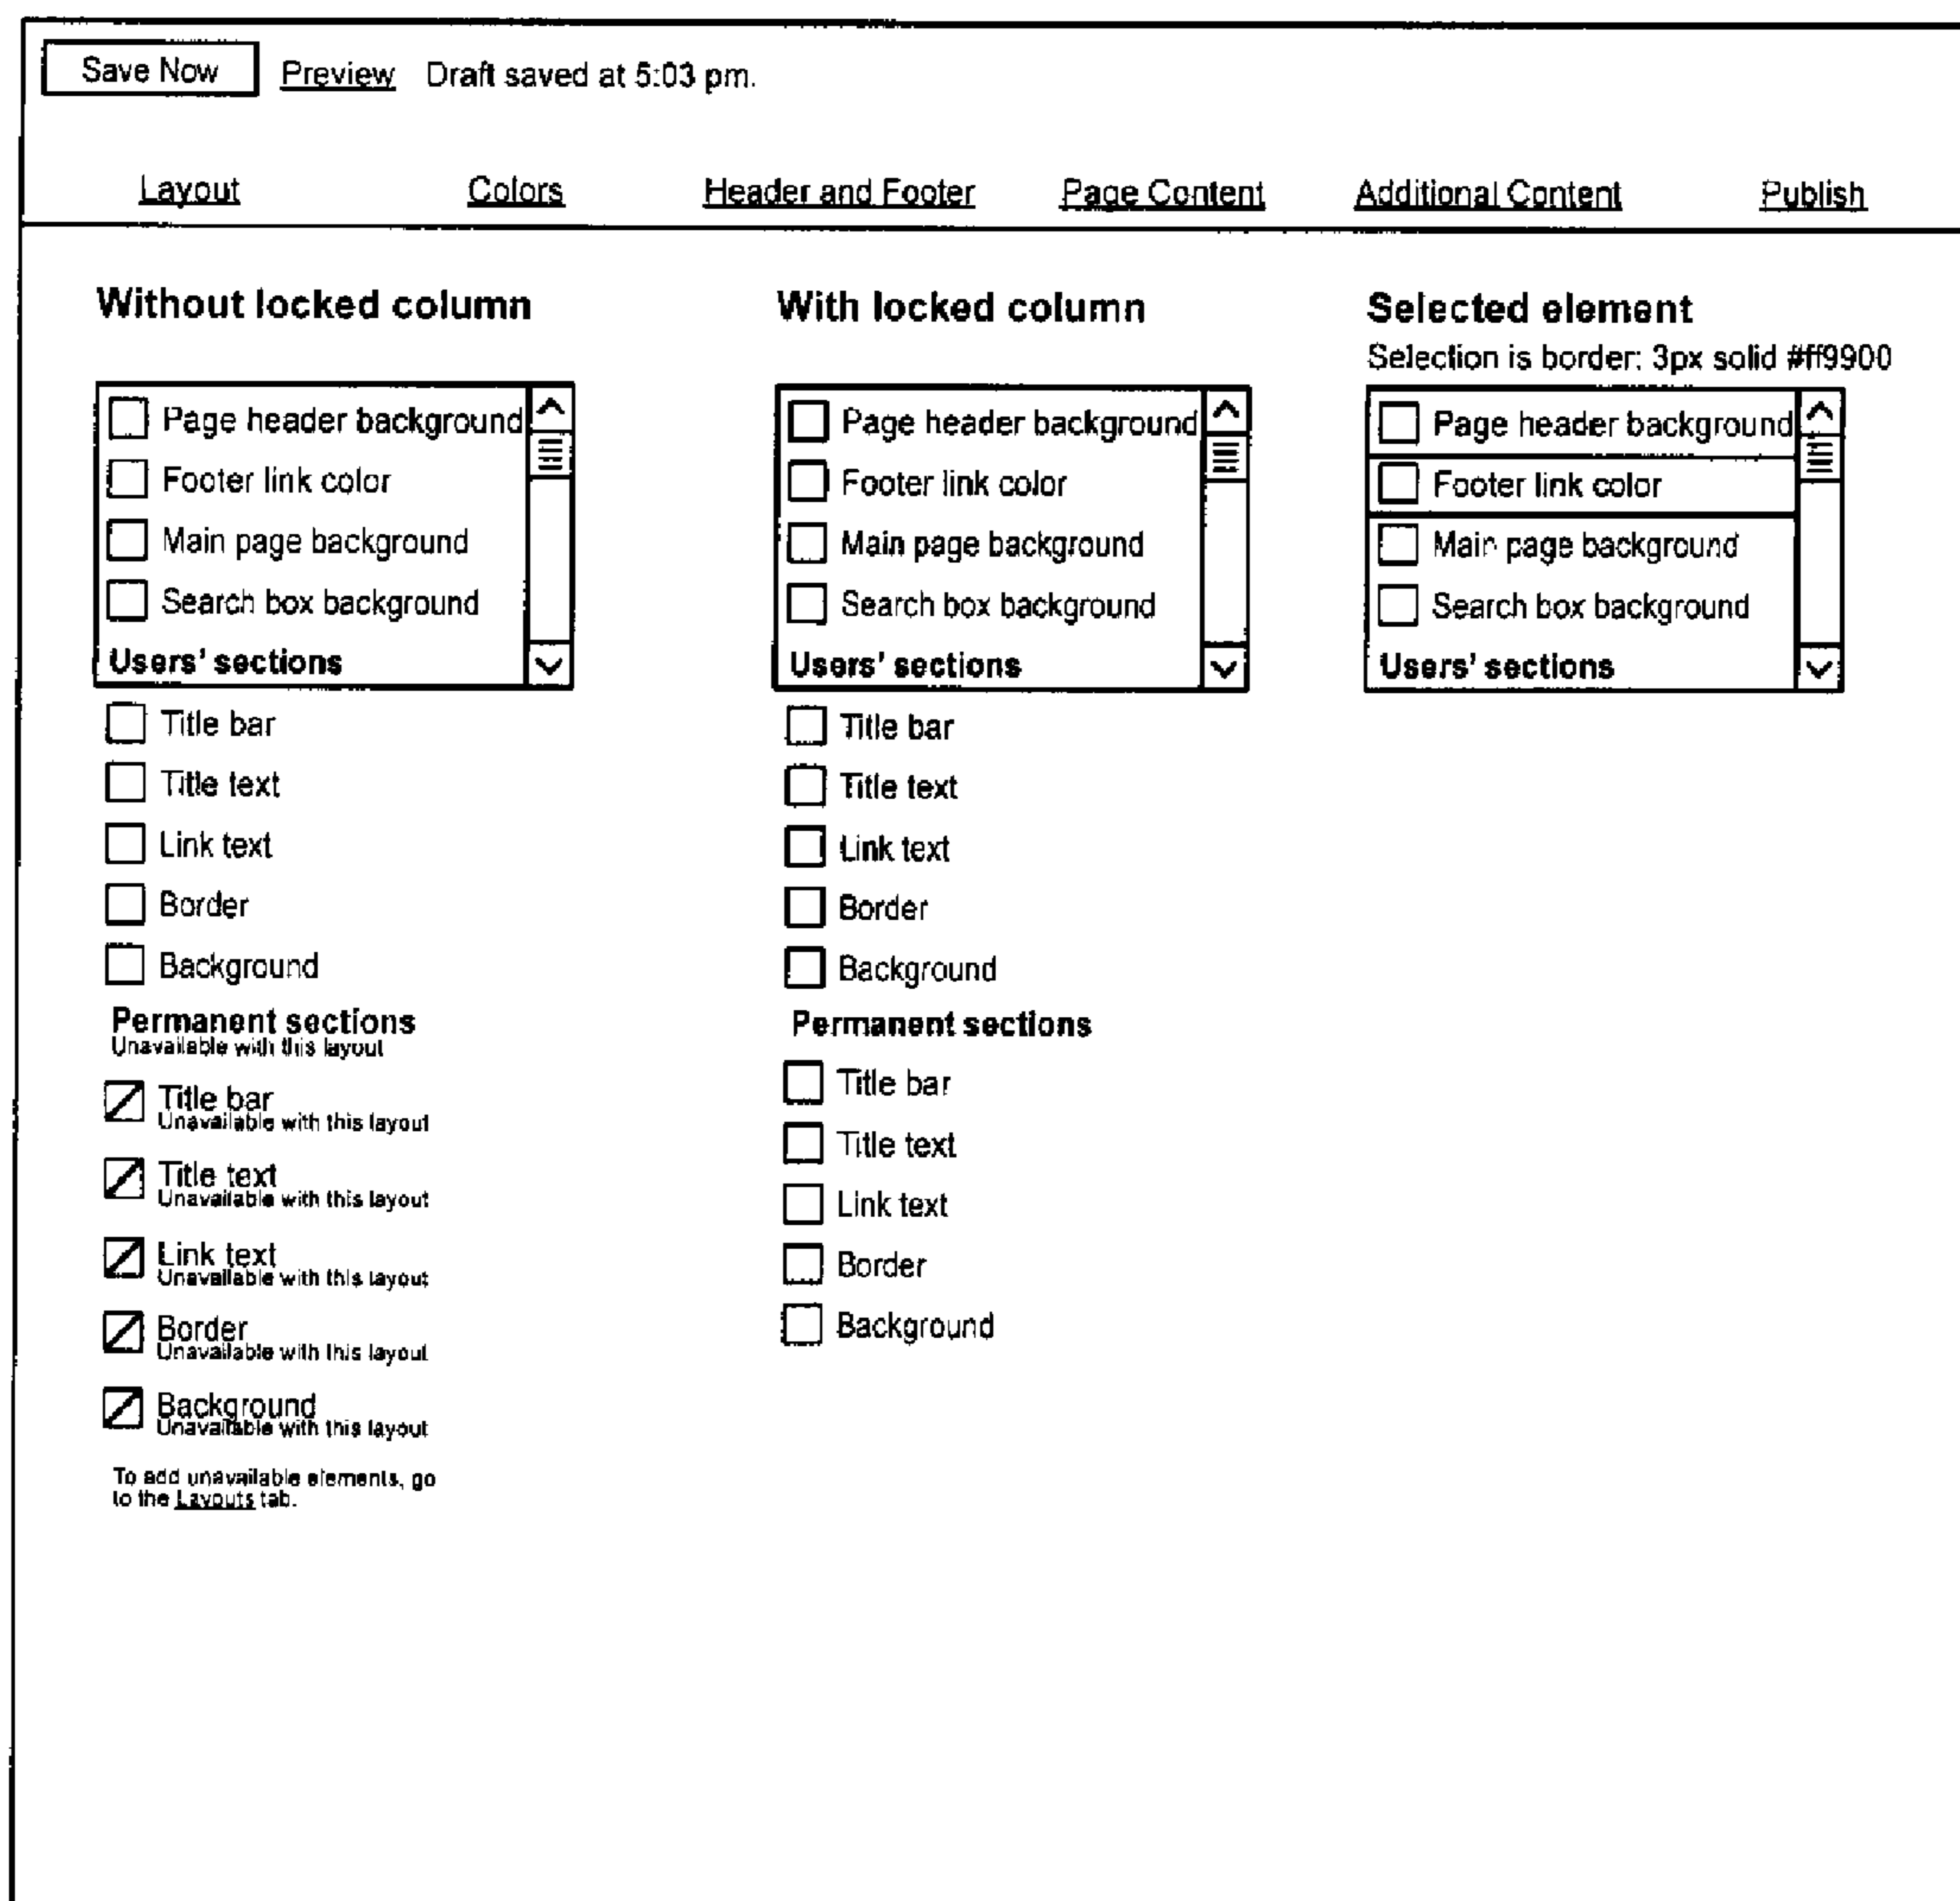 Save Now Preview Draft saved at 5:03 pm.
Layout Colors Header and Footer Page Content Additional Content Publish
Without locked column
Page header background
Footer link color
Main page background
Search box background
Users' sections
Title bar
Title text
Link text
Border
Background
Permanent sections
Unavailable with this layout
Title bar
Unavailable with this layout
Title text
Unavailable with this layout
Link text
Unavailable with this layout
Border
Unavailable with this layout
Background
Unavailable with this layout
To add unavailable elements, go
to the Layouts tab.
With locked column
Page header background
Footer link color
Main page background
Search box background
Users' sections
Title bar
Title text
Link text
Border
Background
Permanent sections
Title bar
Title text
Link text
Border
Background
Selected element
Selection is border: 3px solid #ff9900
Page header background
Footer link color
Main page background
Search box background
Users' sections